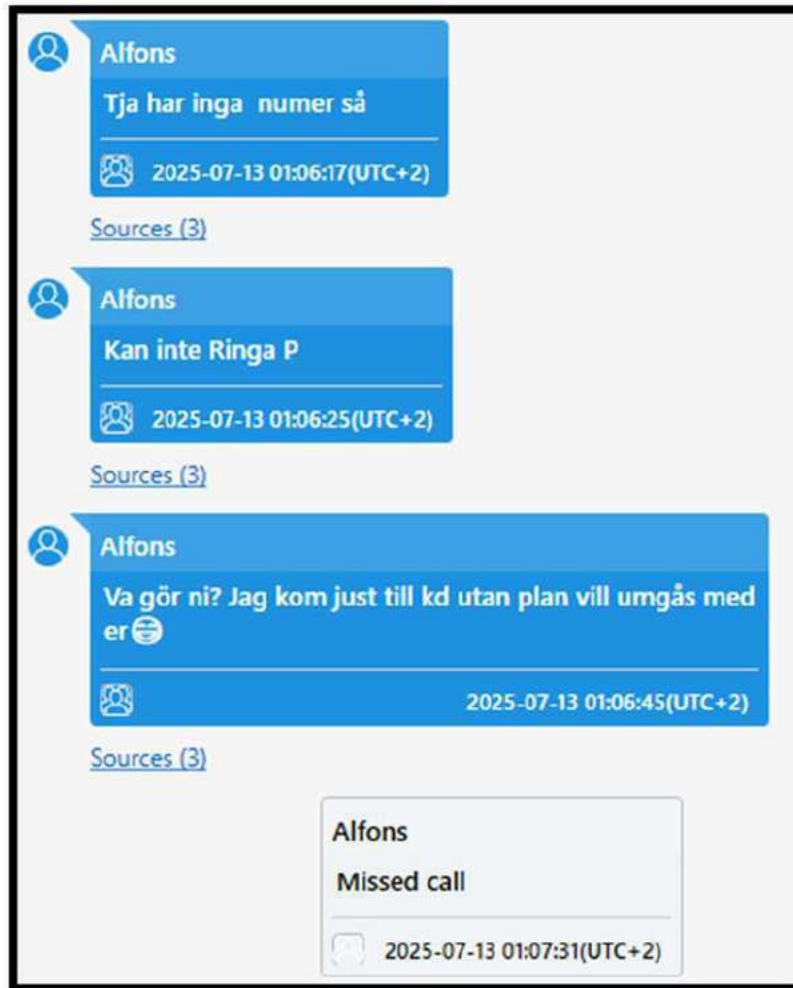 Alfons
Tja har inga  numer så
2025-07-13 01:06:17(UTC+2)
Sources (3)
Alfons
Kan inte Ringa P
2025-07-13 01:06:25(UTC+2)
Sources (3)
Alfons
Va gör ni? Jag kom just till kd utan plan vill umgås med
er😄
2025-07-13 01:06:45(UTC+2)
Sources (3)
Alfons
Missed call
2025-07-13 01:07:31(UTC+2)